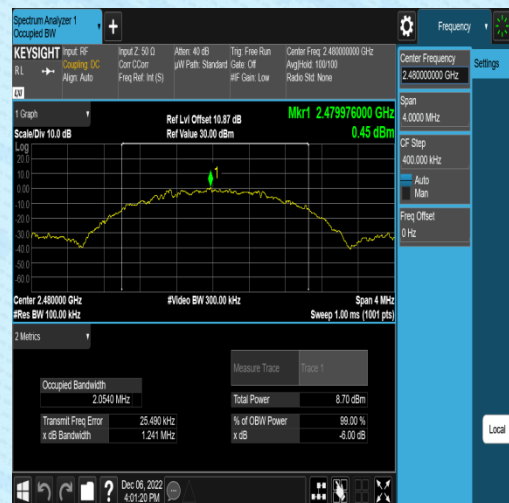 Spectrum Analyzer 1
Occupied BW
+
Frequency
KEYSIGHT
Input: RF
Input Z: 50 Ω
Atten: 40 dB
Trig: Free Run
Center Freq: 2.480000000 GHz
RL
Coupling: DC
Corr CCorr
µW Path: Standard
Gate: Off
Avg|Hold: 100/100
Align: Auto
Freq Ref: Int (S)
#IF Gain: Low
Radio Std: None
LXI
1 Graph
Ref Lvl Offset 10.87 dB
Mkr1 2.479976000 GHz
Scale/Div 10.0 dB
Ref Value 30.00 dBm
0.45 dBm
Log
20.0
10.0
0.00
-10.0
-20.0
-30.0
-40.0
-50.0
-60.0
1
Center 2.480000 GHz
#Video BW 300.00 kHz
Span 4 MHz
#Res BW 100.00 kHz
Sweep 1.00 ms (1001 pts)
2 Metrics
Measure Trace
Trace 1
Occupied Bandwidth
2.0540 MHz
Total Power
8.70 dBm
Transmit Freq Error
25.490 kHz
% of OBW Power
99.00 %
x dB Bandwidth
1.241 MHz
x dB
-6.00 dB
Center Frequency
2.480000000 GHz
Settings
Span
4.0000 MHz
CF Step
400.000 kHz
Auto
Man
Freq Offset
0 Hz
Local
?
Dec 06, 2022
4:01:20 PM